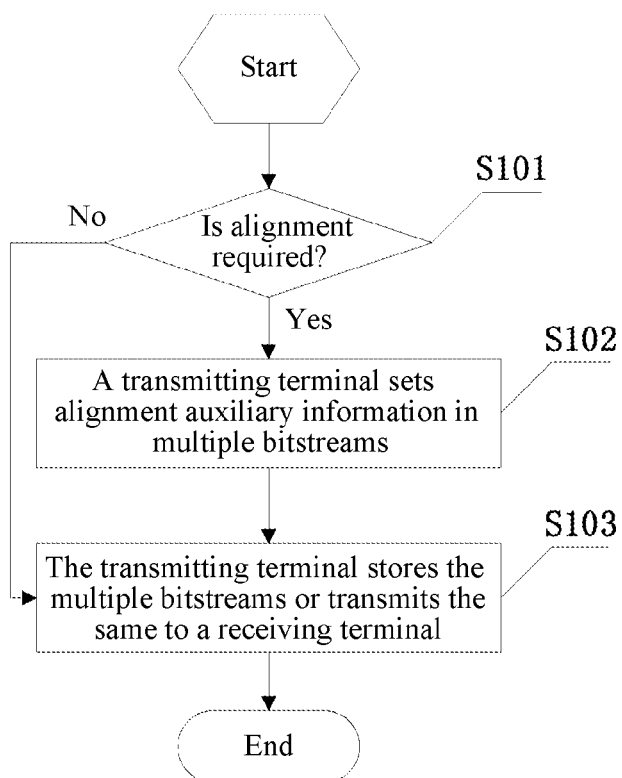 Start
S101
No
Is alignment
required?
Yes
S102
A transmitting terminal sets
alignment auxiliary information in
multiple bitstreams
S103
The transmitting terminal stores the
multiple bitstreams or transmits the
same to a receiving terminal
End